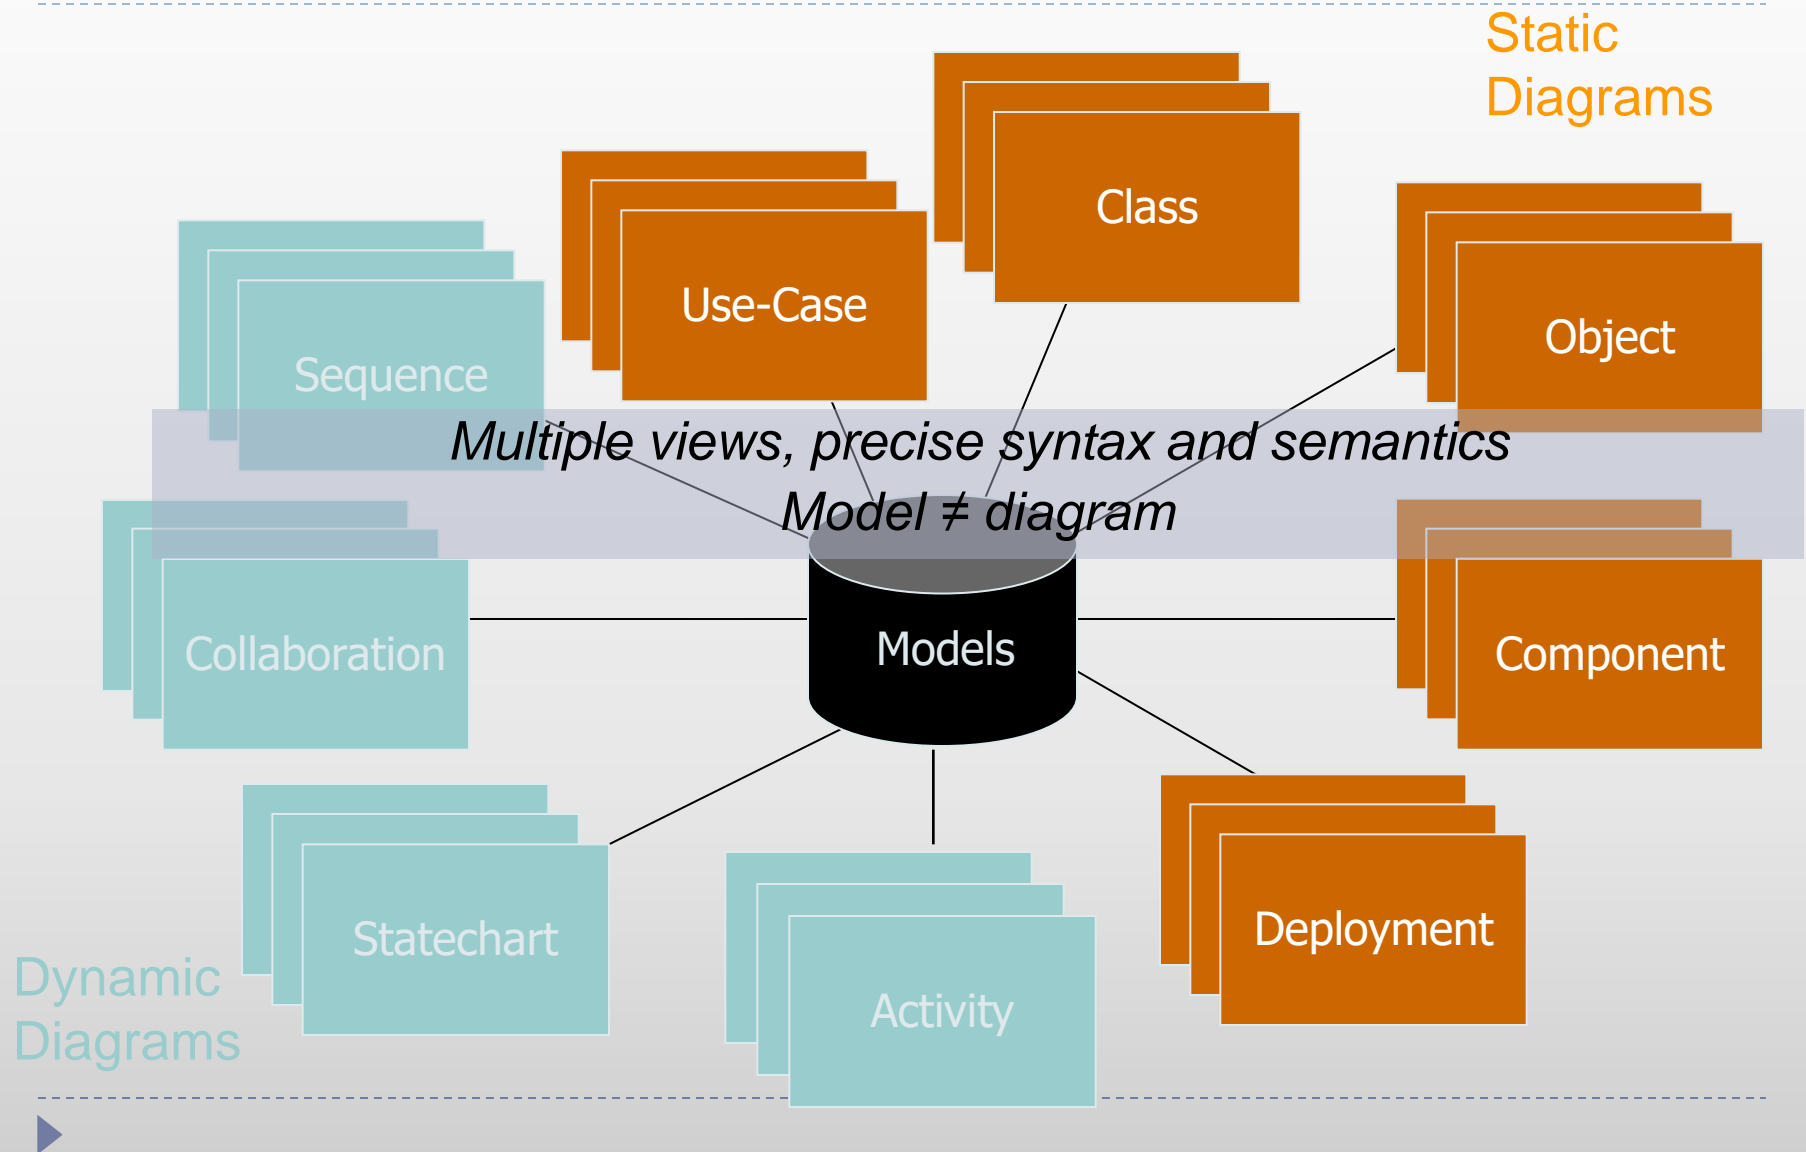 Static
Diagrams
Class
Use-Case
Object
Sequence
Multiple views, precise syntax and semantics
Model ≠ diagram
Models
Collaboration
Component
Statechart
Deployment
Activity
Dynamic
Diagrams